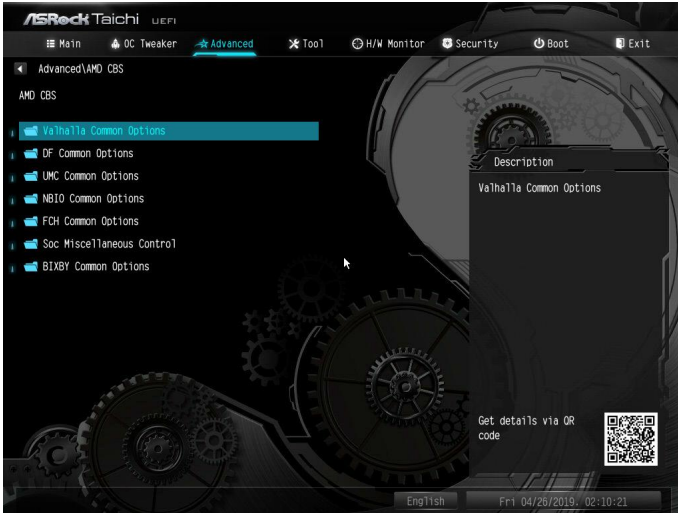 ASRock Taichi UEFI
Main OC Tweaker Advanced Tool H/W Monitor Security Boot Exit
Advanced\AMD CBS
AMD CBS
Valhalla Common Options
DF Common Options
UMC Common Options
NBIO Common Options
FCH Common Options
Soc Miscellaneous Control
BIXBY Common Options
Description
Valhalla Common Options
Get details via QR
code
English Fri 04/26/2019. 02:10:21